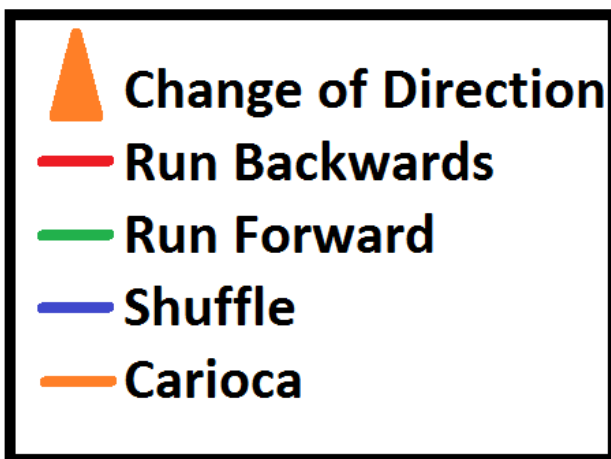 Change of Direction
Run Backwards
Run Forward
Shuffle
Carioca